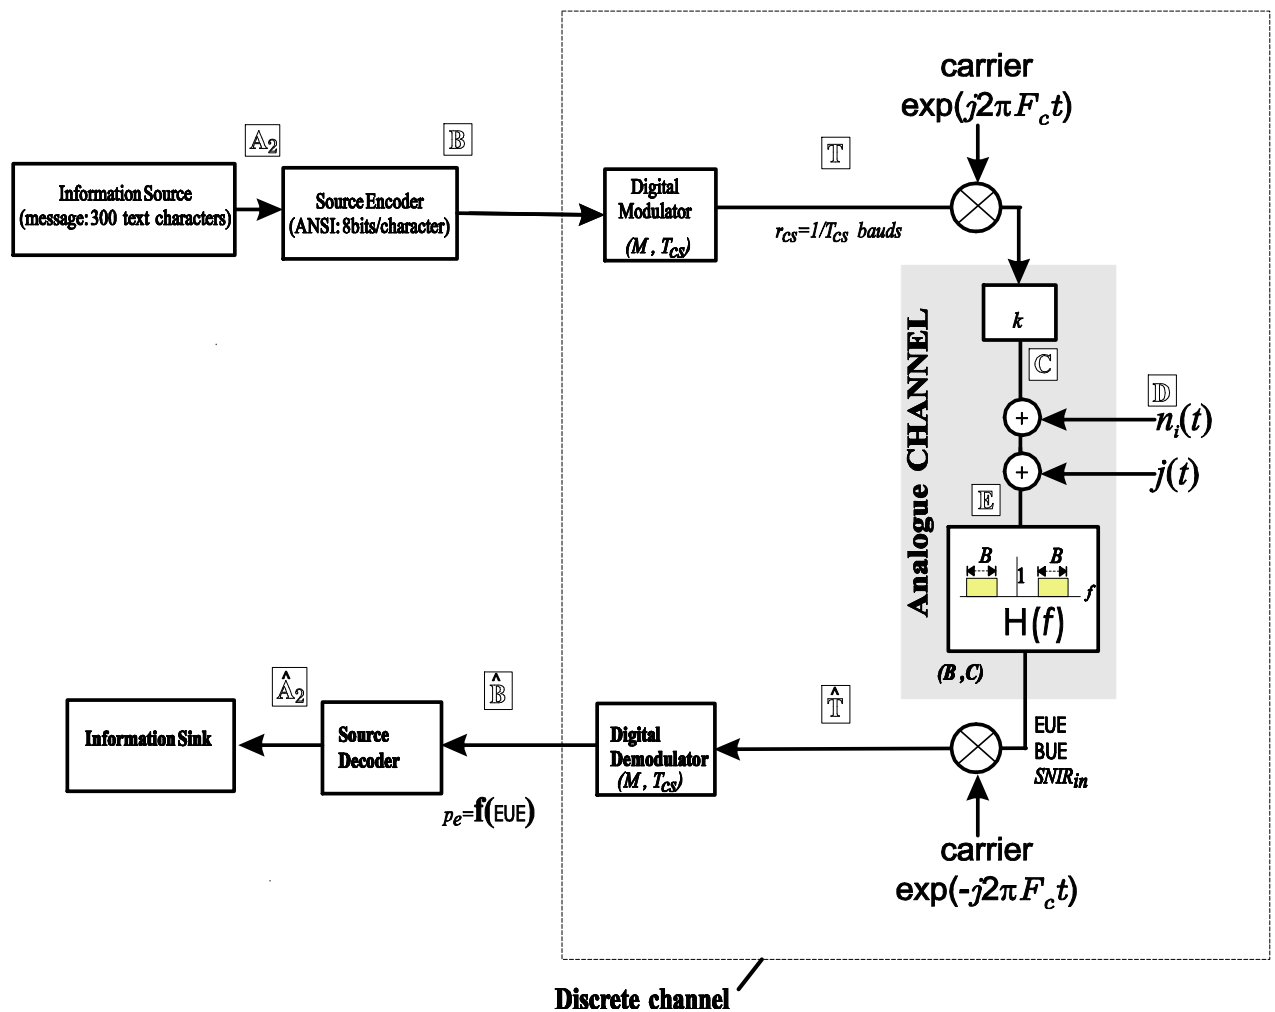 carrier
exp(j2πF_c t)
𝔸₂
𝔹
𝕋
Information Source
(message: 300 text characters)
Source Encoder
(ANSI: 8bits/character)
Digital
Modulator
(M , T_CS)
r_CS=1/T_CS bauds
k
ℂ
𝔻
+
n_i(t)
+
j(t)
𝔼
Analogue CHANNEL
B
B
1
f
H(f)
(B ,C)
𝔸̂₂
𝔹̂
𝕋̂
Information Sink
Source
Decoder
Digital
Demodulator
(M , T_CS)
EUE
BUE
SNIR_in
p_e=f(EUE)
carrier
exp(-j2πF_c t)
Discrete channel